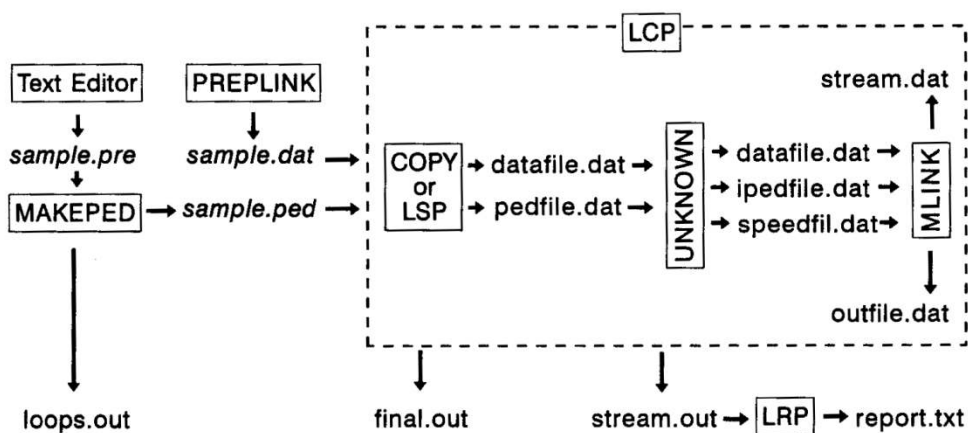 LCP
Text Editor
PREPLINK
stream.dat
sample.pre
sample.dat
COPY
or
LSP
datafile.dat
UNKNOWN
datafile.dat
MLINK
MAKEPED
sample.ped
pedfile.dat
ipedfile.dat
speedfil.dat
outfile.dat
loops.out
final.out
stream.out
LRP
report.txt